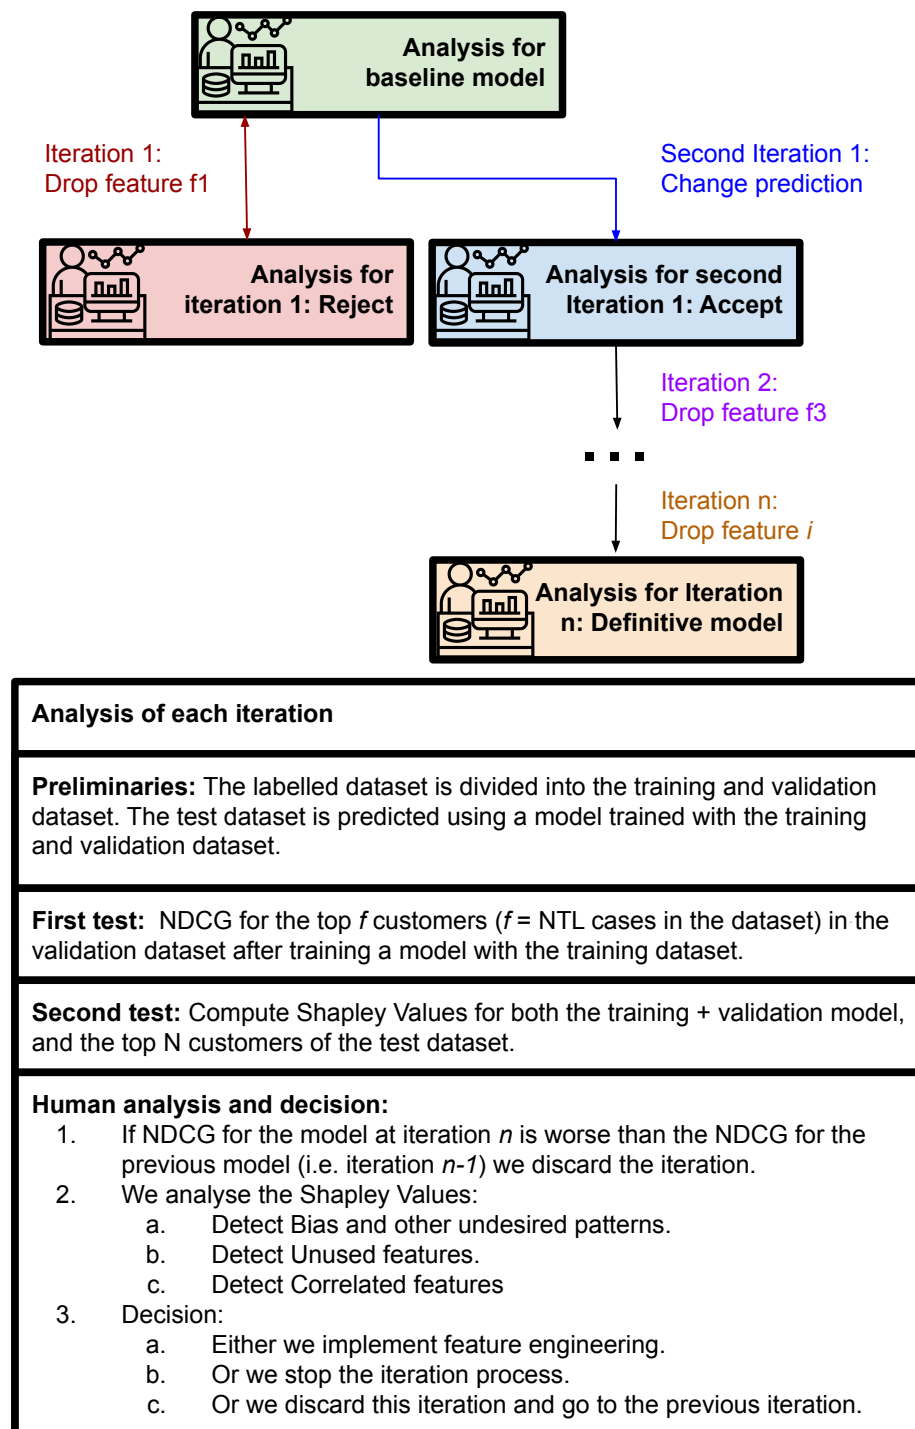 Analysis for
baseline model
Iteration 1:
Drop feature f1
Second Iteration 1:
Change prediction
Analysis for
iteration 1: Reject
Analysis for second
Iteration 1: Accept
Iteration 2:
Drop feature f3
...
Iteration n:
Drop feature i
Analysis for Iteration
n: Definitive model
Analysis of each iteration
Preliminaries: The labelled dataset is divided into the training and validation
dataset. The test dataset is predicted using a model trained with the training
and validation dataset.
First test: NDCG for the top f customers (f = NTL cases in the dataset) in the
validation dataset after training a model with the training dataset.
Second test: Compute Shapley Values for both the training + validation model,
and the top N customers of the test dataset.
Human analysis and decision:
1. If NDCG for the model at iteration n is worse than the NDCG for the
previous model (i.e. iteration n-1) we discard the iteration.
2. We analyse the Shapley Values:
a. Detect Bias and other undesired patterns.
b. Detect Unused features.
c. Detect Correlated features
3. Decision:
a. Either we implement feature engineering.
b. Or we stop the iteration process.
c. Or we discard this iteration and go to the previous iteration.